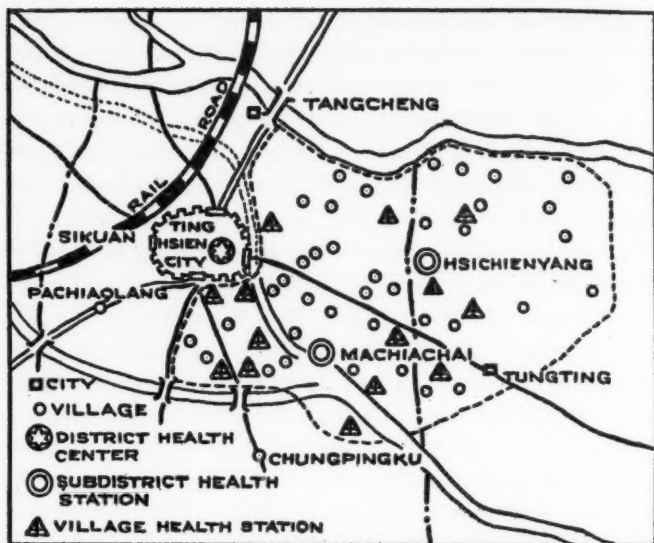 TANGCHENG
RAIL ROAD
TING
HSIEN
CITY
SIKUAN
HSICHIENYANG
PACHIAOLANG
MACHIACHAI
TUNGTING
CITY
VILLAGE
DISTRICT HEALTH
CENTER
CHUNGPINGKU
SUBDISTRICT HEALTH
STATION
VILLAGE HEALTH STATION